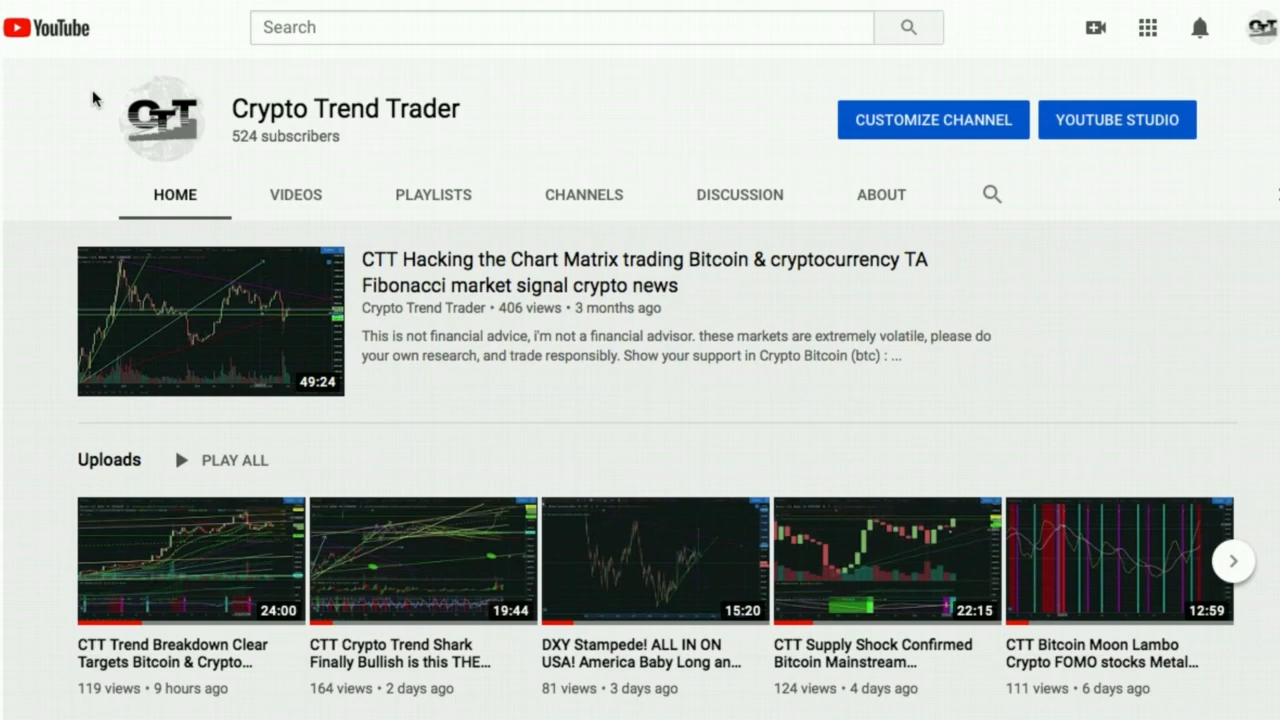 YouTube
Search
CTT
CTT
Crypto Trend Trader
524 subscribers
CUSTOMIZE CHANNEL
YOUTUBE STUDIO
HOME
VIDEOS
PLAYLISTS
CHANNELS
DISCUSSION
ABOUT
CTT Hacking the Chart Matrix trading Bitcoin & cryptocurrency TA
Fibonacci market signal crypto news
Crypto Trend Trader • 406 views • 3 months ago
This is not financial advice, i'm not a financial advisor. these markets are extremely volatile, please do
your own research, and trade responsibly. Show your support in Crypto Bitcoin (btc) : ...
49:24
Uploads
PLAY ALL
24:00
19:44
15:20
22:15
12:59
CTT Trend Breakdown Clear
Targets Bitcoin & Crypto...
119 views • 9 hours ago
CTT Crypto Trend Shark
Finally Bullish is this THE...
164 views • 2 days ago
DXY Stampede! ALL IN ON
USA! America Baby Long an...
81 views • 3 days ago
CTT Supply Shock Confirmed
Bitcoin Mainstream...
124 views • 4 days ago
CTT Bitcoin Moon Lambo
Crypto FOMO stocks Metal...
111 views • 6 days ago